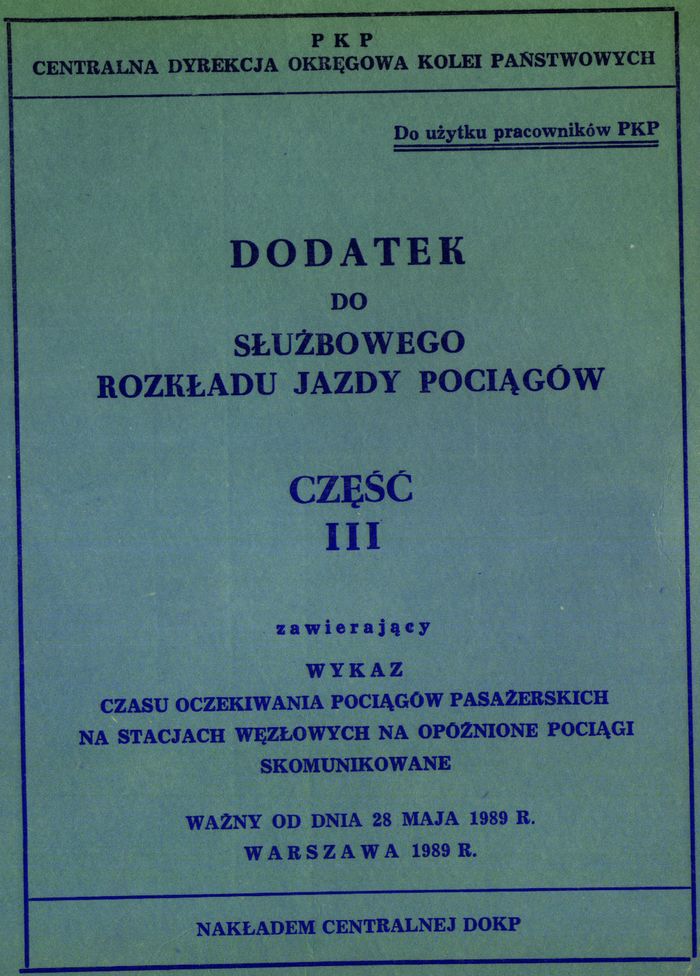 PKP
CENTRALNA DYREKCJA OKRĘGOWA KOLEI PAŃSTWOWYCH
Do użytku pracowników PKP
DODATEK
DO
SŁUŻBOWEGO
ROZKŁADU JAZDY POCIĄGÓW
CZĘŚĆ
III
zawierający
WYKAZ
CZASU OCZEKIWANIA POCIĄGÓW PASAŻERSKICH
NA STACJACH WĘZŁOWYCH NA OPÓŹNIONE POCIĄGI
SKOMUNIKOWANE
WAŻNY OD DNIA 28 MAJA 1989 R.
WARSZAWA 1989 R.
NAKŁADEM CENTRALNEJ DOKP